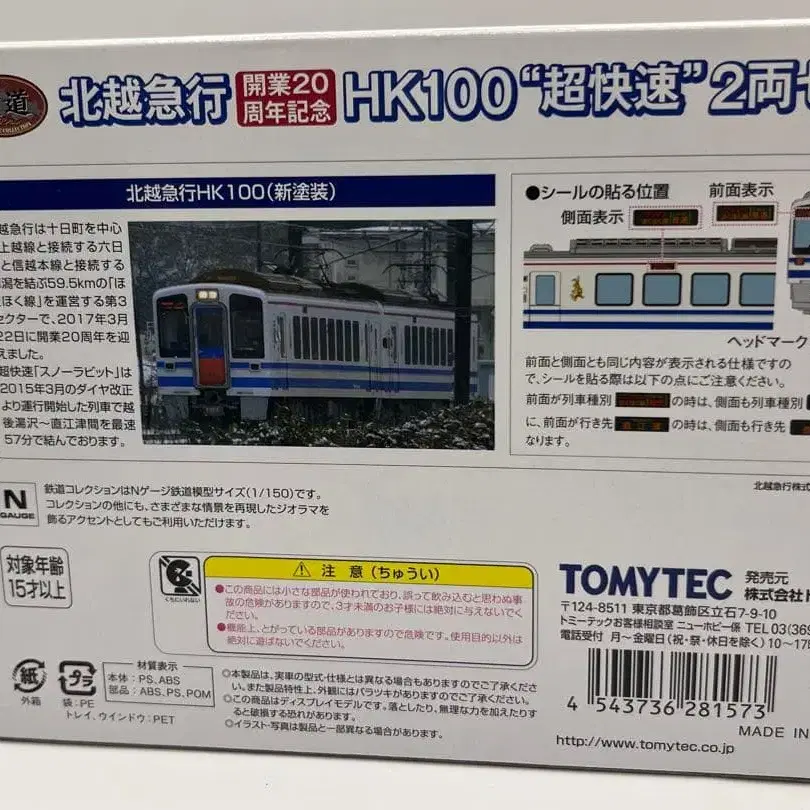 道
北越急行 開業20周年記念 HK100“超快速”2両セ
北越急行HK100(新塗装)
越急行は十日町を中心
上越線と接続する六日
と信越本線と接続する
潟を結ぶ59.5kmの「ほ
くほく線」を運営する第3
セクターで、2017年3月
22日に開業20周年を迎
えました。
超快速「スノーラビット」は
2015年3月のダイヤ改正
より運行開始した列車で越
後湯沢〜直江津間を最速
57分で結んでおります。
●シールの貼る位置
前面表示
側面表示
ヘッドマーク
前面と側面とも同じ内容が表示される仕様ですの
で、シールを貼る際は以下の点にご注意ください。
前面が列車種別 の時は、側面も列車種別
に、前面が行き先 の時は、側面も行き先
なります。
北越急行株式
N
GAUGE
鉄道コレクションはNゲージ鉄道模型サイズ(1/150)です。
コレクションの他にも、さまざまな情景を再現したジオラマを
飾るアクセントとしてもご利用いただけます。
対象年齢
15才以上
くちにいれない
⚠ 注 意 (ちゅうい)
●この商品には小さな部品が使われており、誤って飲み込むと思わぬ事
故の危険がありますので、3才未満のお子様には絶対に与えないでく
ださい。
●機能上、とがっている部品がありますので危険です。使用目的以外は
絶対に遊ばないでください。
TOMYTEC 発売元
株式会社ト
〒124-8511 東京都葛飾区立石7-9-10
トミーテックお客様相談室 ニューホビー係 TEL 03(369
電話受付 月〜金曜日(祝・祭・休日を除く)10〜17
紙
外箱
プラ
袋:PE
トレイ、ウインドウ:PET
材質表示
本体:PS、ABS
部品:ABS、PS、POM
○本製品は、実車の型式・仕様とは異なる場合もありますのでご了承くださ
い。また製品特性上、外観にはバラツキがありますのでご了承ください。
○この商品はディスプレイモデルです。落としたり、無理な力を加えたりす
ると破損する恐れがあります。
○イラスト・写真は製品と一部異なる場合があります。
4 543736 281573
MADE IN
http://www.tomytec.co.jp